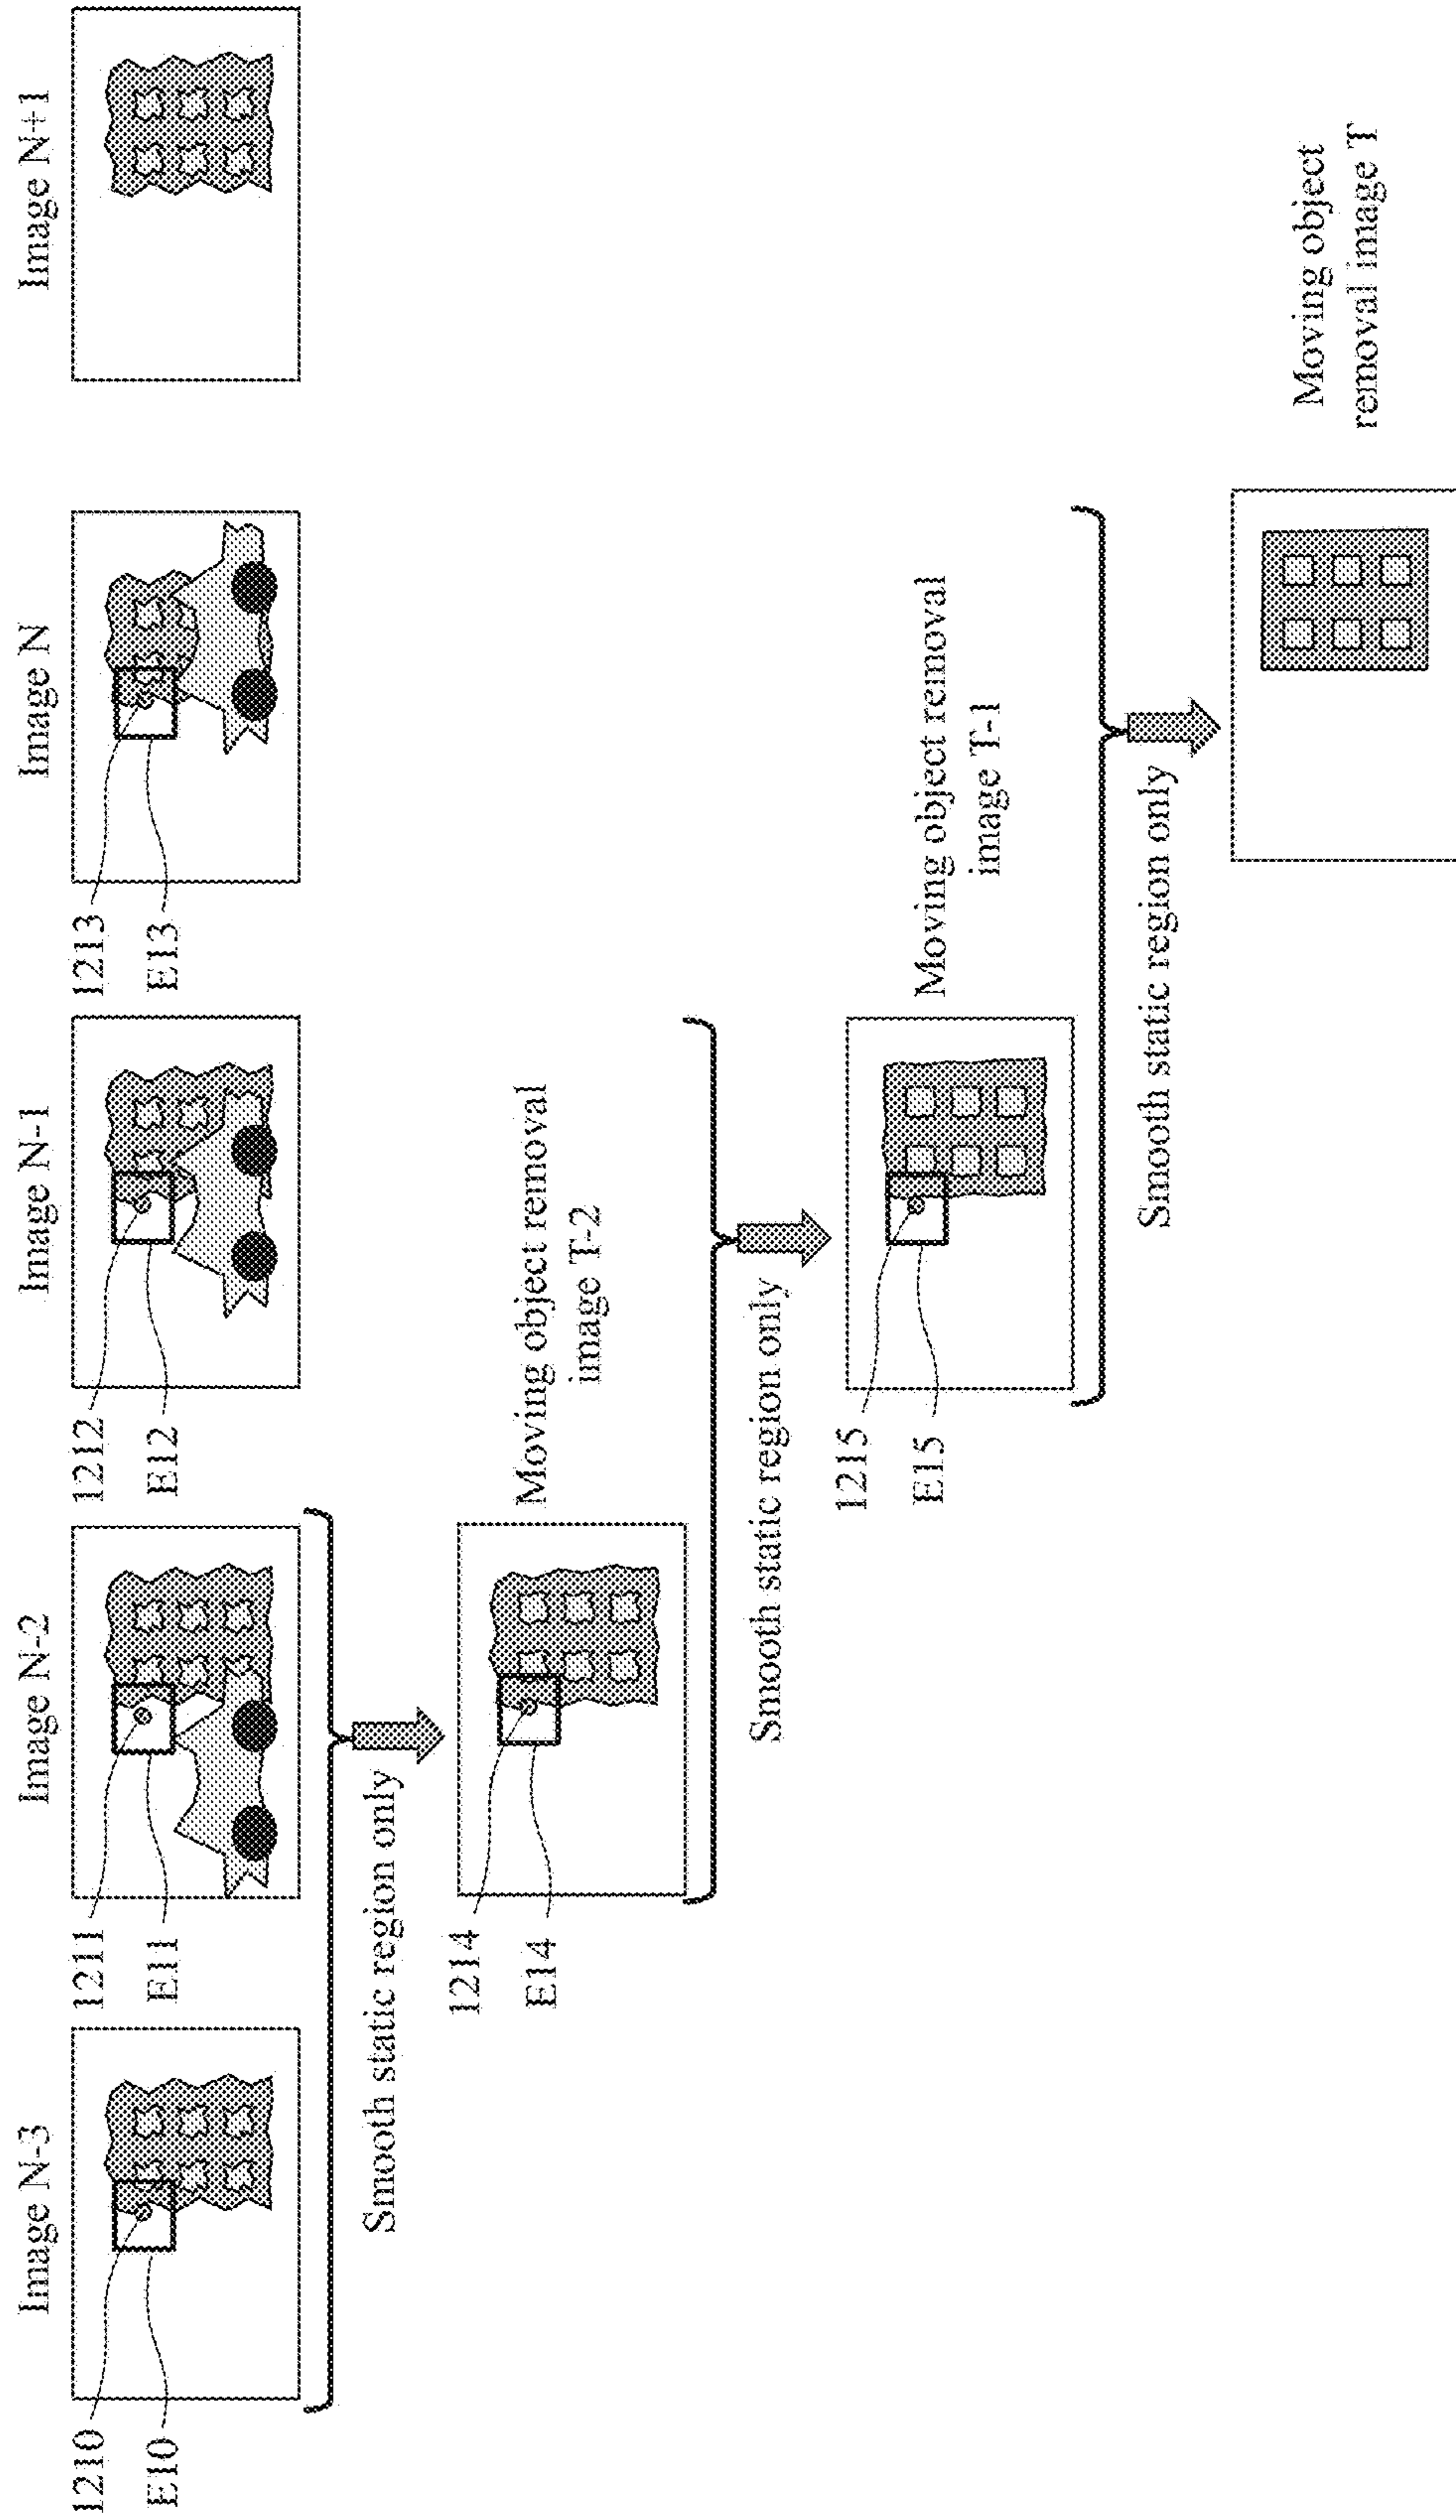 Image N-3
Image N-2
Image N-1
Image N
Image N+1
1210
E10
1211
E11
1212
E12
1213
E13
Smooth static region only
Moving object removal
image T-2
1214
E14
Smooth static region only
Moving object removal
image T-1
1215
E15
Smooth static region only
Moving object
removal image T